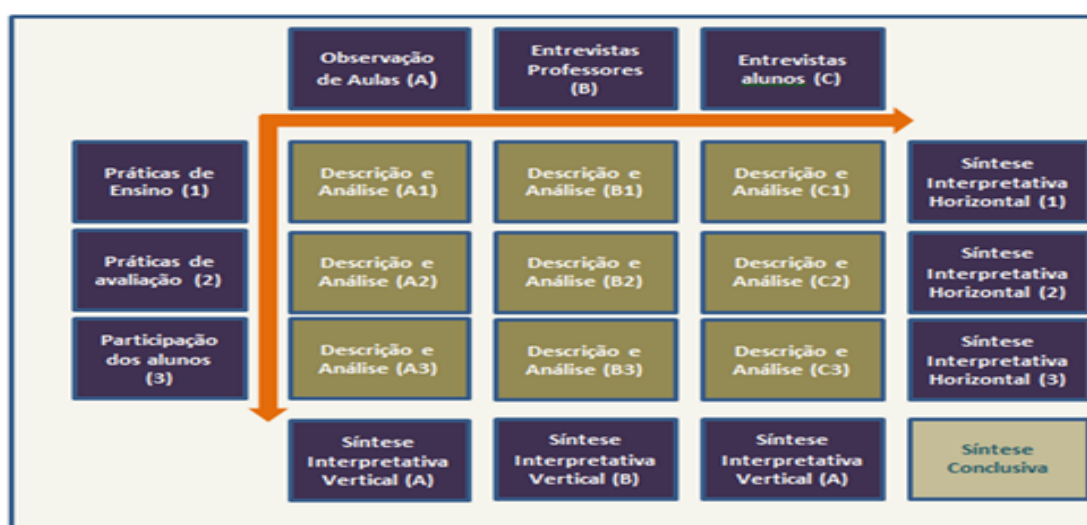 Observação
de Aulas (A)
Entrevistas
Professores
(B)
Entrevistas
alunos (C)
Práticas de
Ensino (1)
Descrição e
Análise (A1)
Descrição e
Análise (B1)
Descrição e
Análise (C1)
Síntese
Interpretativa
Horizontal (1)
Práticas de
avaliação (2)
Descrição e
Análise (A2)
Descrição e
Análise (B2)
Descrição e
Análise (C2)
Síntese
Interpretativa
Horizontal (2)
Participação
dos alunos
(3)
Descrição e
Análise (A3)
Descrição e
Análise (B3)
Descrição e
Análise (C3)
Síntese
Interpretativa
Horizontal (3)
Síntese
Interpretativa
Vertical (A)
Síntese
Interpretativa
Vertical (B)
Síntese
Interpretativa
Vertical (A)
Síntese
Conclusiva